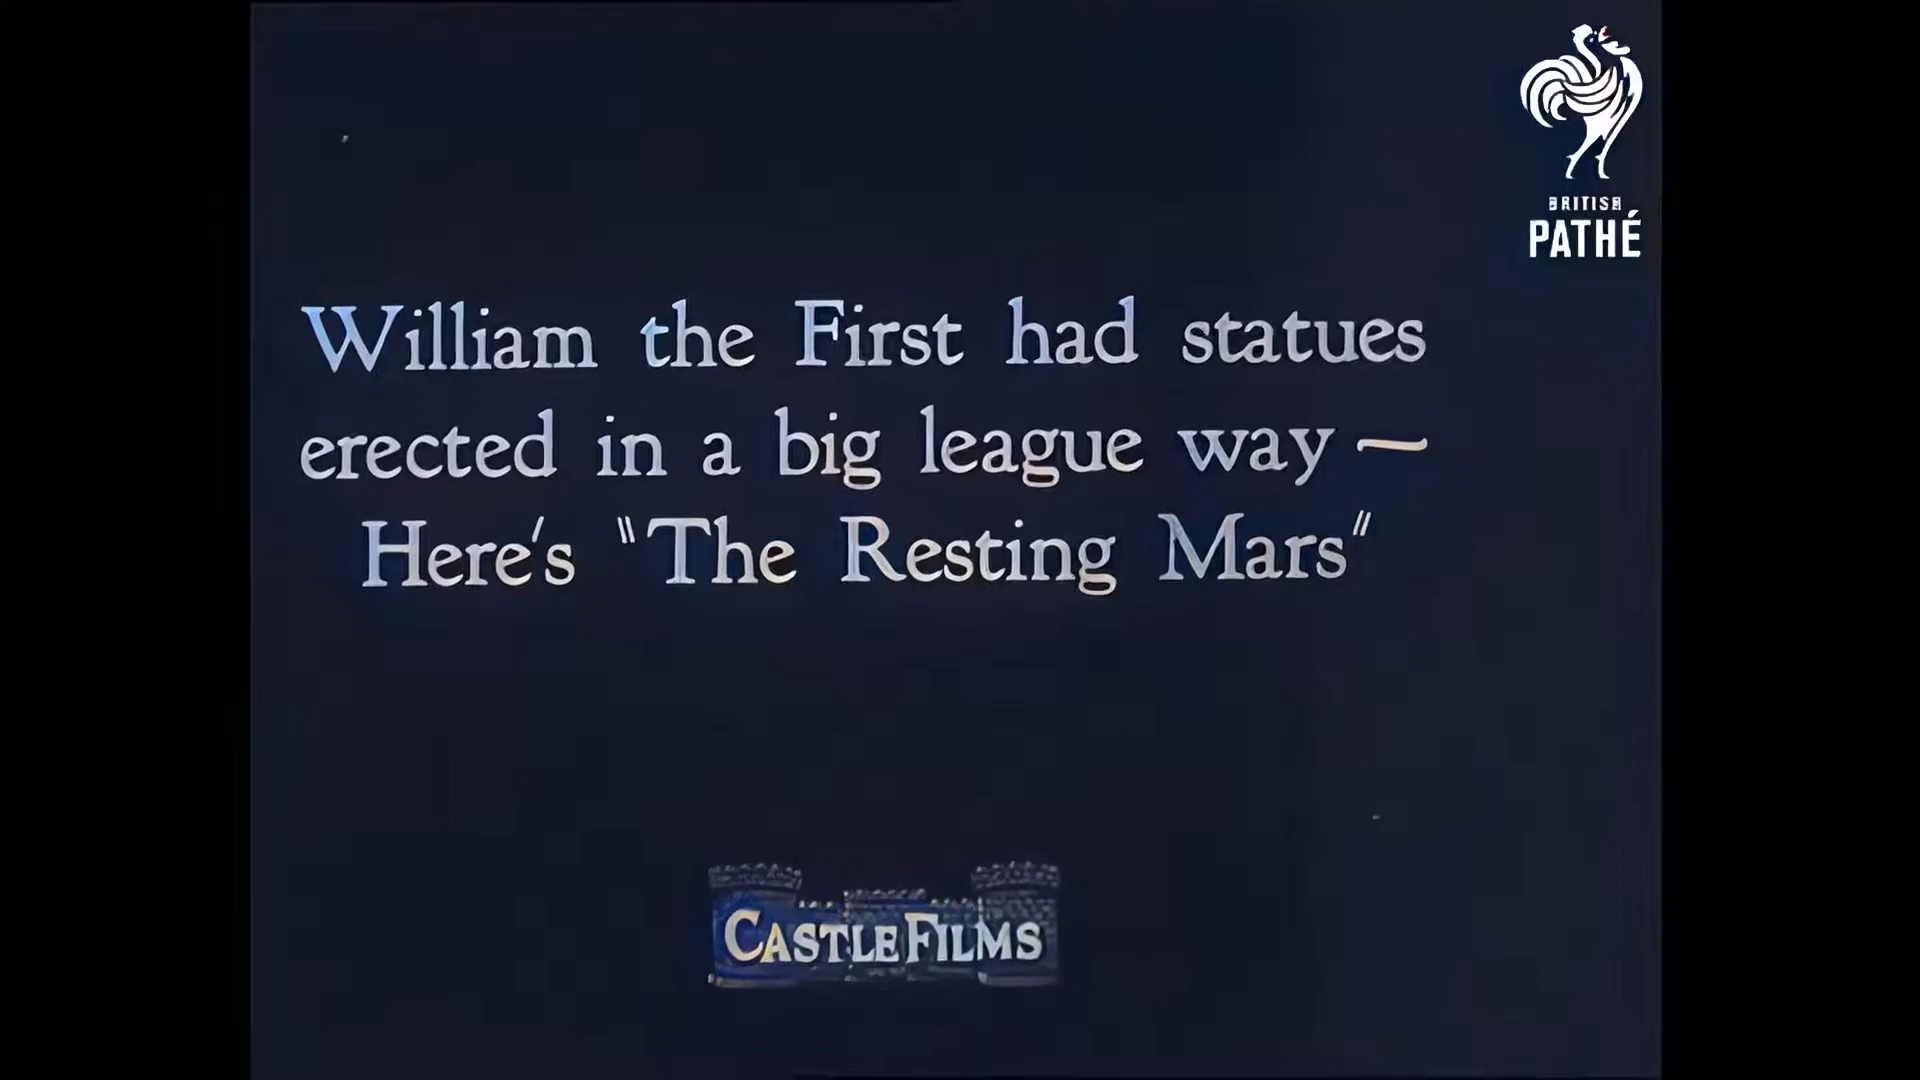 BRITISH
PATHÉ
William the First had statues
erected in a big league way —
Here's "The Resting Mars"
CASTLE FILMS